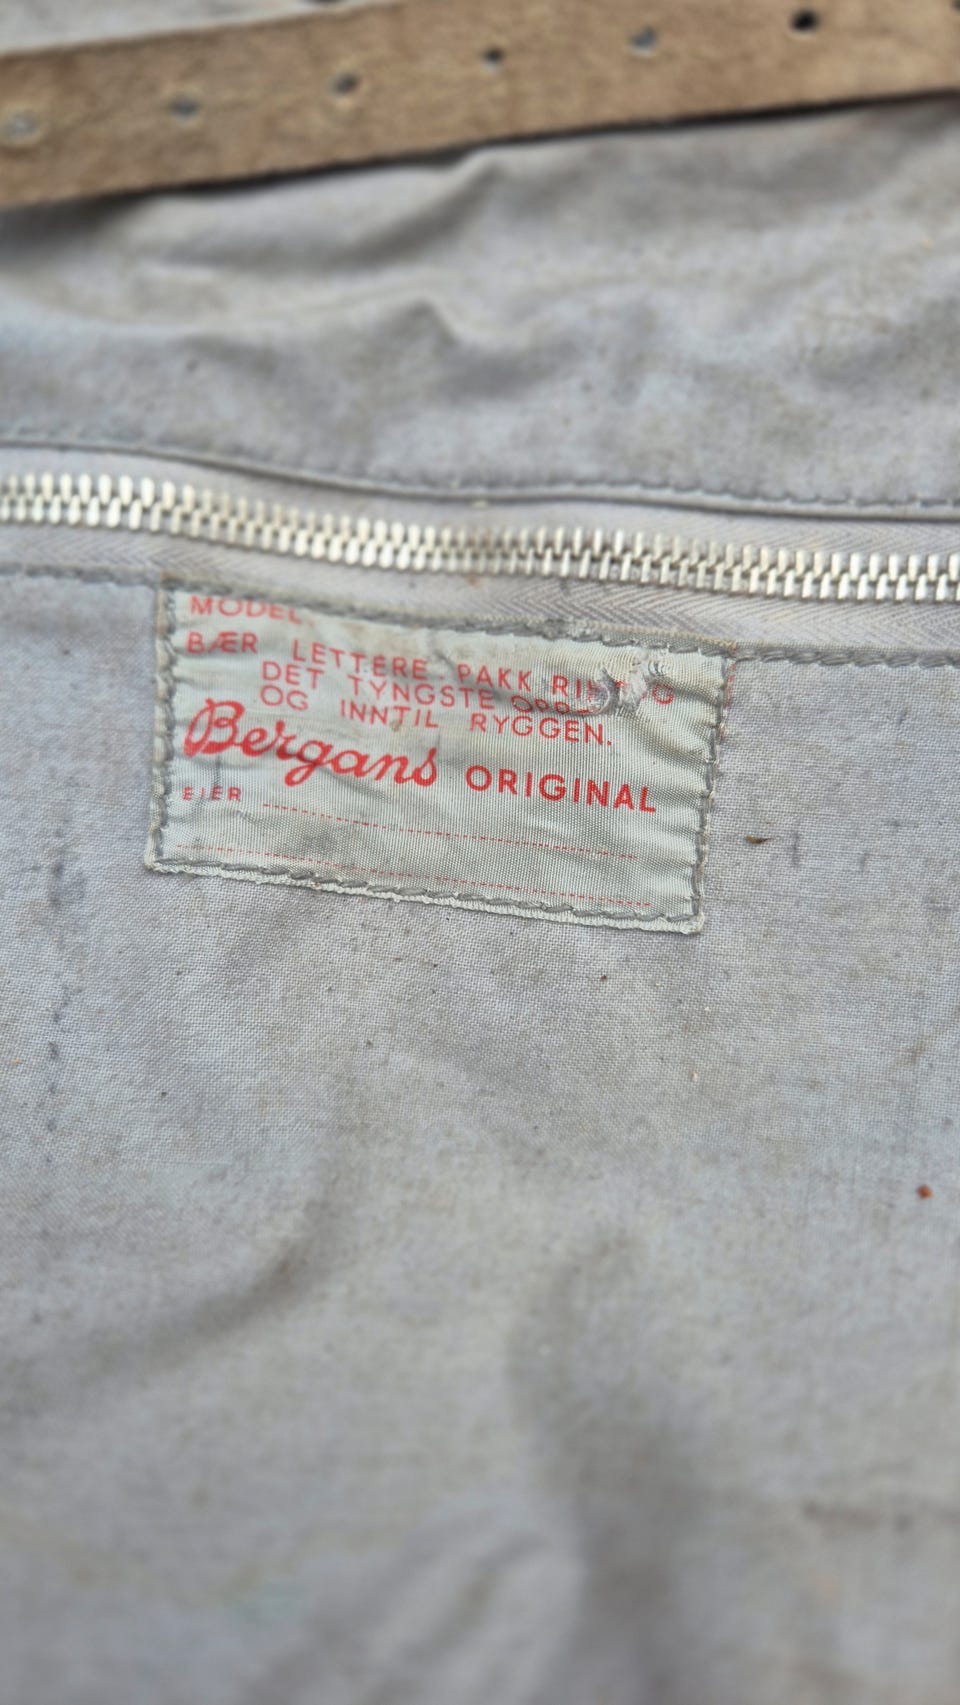 MODEL
BÆR LETTERE . PAKK
DET TYNGSTE
OG INNTIL RYGGEN.
Bergans ORIGINAL
EIER